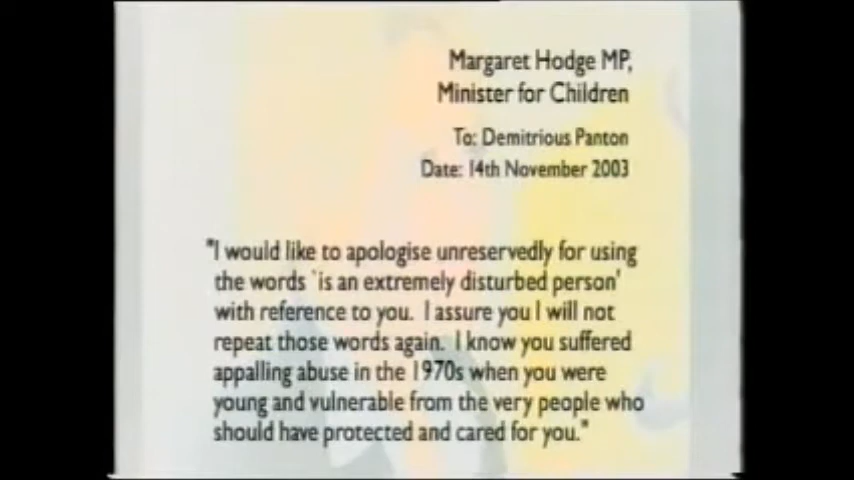 Margaret Hodge MP,
Minister for Children
To: Demitrious Panton
Date: 14th November 2003
"I would like to apologise unreservedly for using
the words `is an extremely disturbed person'
with reference to you. I assure you I will not
repeat those words again. I know you suffered
appalling abuse in the 1970s when you were
young and vulnerable from the very people who
should have protected and cared for you."